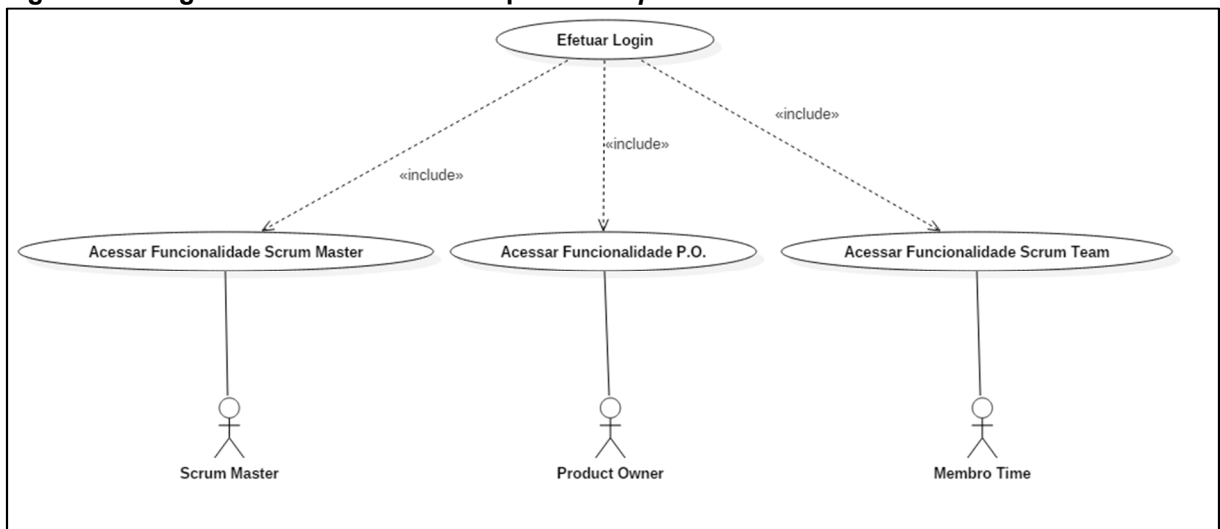 Efetuar Login
«include»
«include»
«include»
Acessar Funcionalidade Scrum Master
Acessar Funcionalidade P.O.
Acessar Funcionalidade Scrum Team
Scrum Master
Product Owner
Membro Time